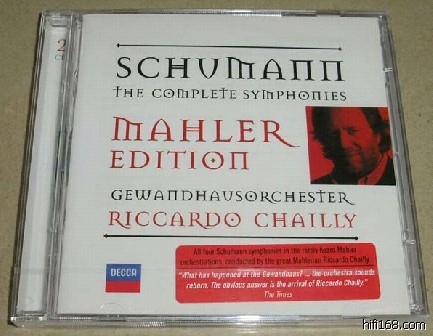 2
SCHUMANN
THE COMPLETE SYMPHONIES
MAHLER
EDITION
GEWANDHAUSORCHESTER
RICCARDO CHAILLY
DECCA
All four Schumann symphonies in the rarely heard Mahler
orchestrations, conducted by the great Mahlerian Riccardo Chailly.
"What has happened at the Gewandhaus? ... the orchestra sounds
reborn. The obvious answer is the arrival of Riccardo Chailly."
The Times
hifi168.com